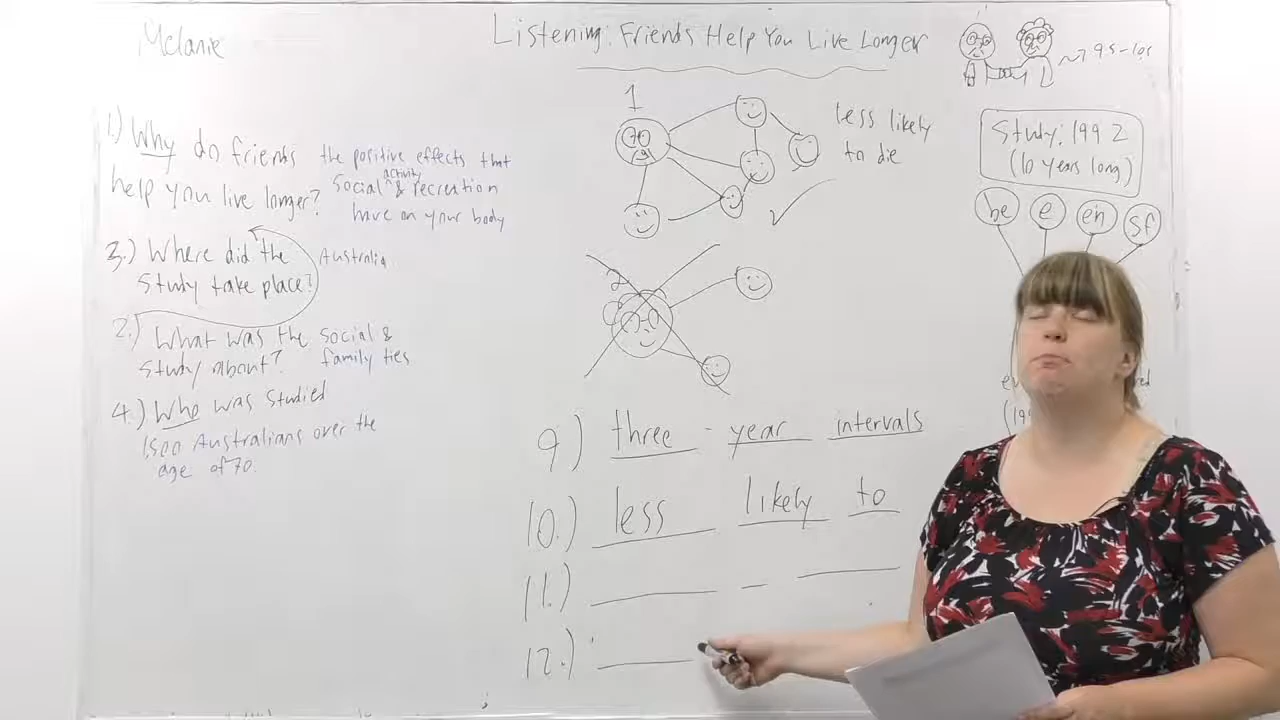 Melanie
Listening: Friends Help You Live Longer
1.) Why do friends
help you live longer?
the positive effects that
activity
Social & recreation
have on your body
3.) Where did the
Study take place?
Australia
2.) What was the
Study about?
Social &
family ties
4.) Who was studied
1,500 Australians over the
age of 70.
1
70
less likely
to die
2
Study: 1992
(10 years long)
be
e
en
sf
9.) three - year intervals
10.) less likely to
11.)
12.)